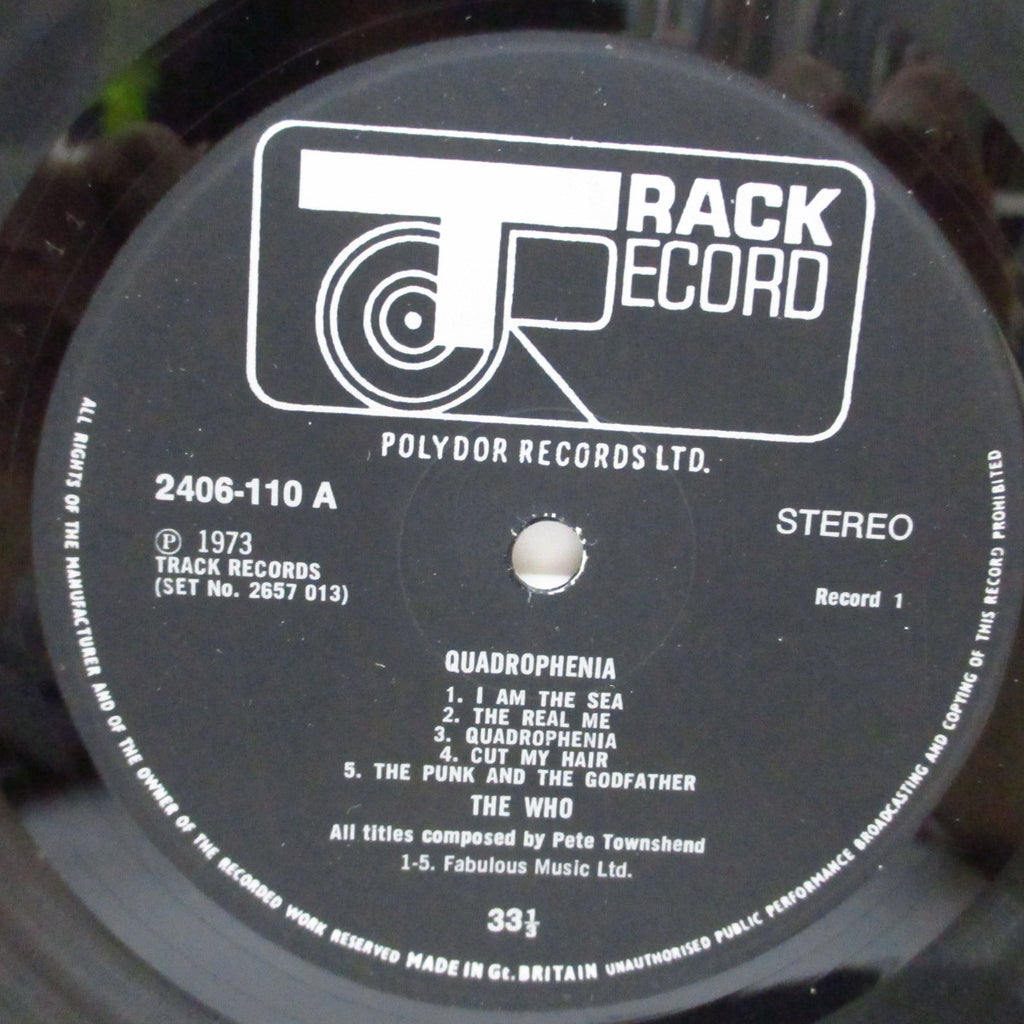 TRACK
RECORD
POLYDOR RECORDS LTD.
2406-110 A
STEREO
Ⓟ 1973
TRACK RECORDS
(SET No. 2657 013)
Record 1
QUADROPHENIA
1. I AM THE SEA
2. THE REAL ME
3. QUADROPHENIA
4. CUT MY HAIR
5. THE PUNK AND THE GODFATHER
THE WHO
All titles composed by Pete Townshend
1-5. Fabulous Music Ltd.
33⅓
ALL RIGHTS OF THE MANUFACTURER AND OF THE OWNER OF THE RECORDED WORK RESERVED MADE IN Gt. BRITAIN UNAUTHORISED PUBLIC PERFORMANCE BROADCASTING AND COPYING OF THIS RECORD PROHIBITED